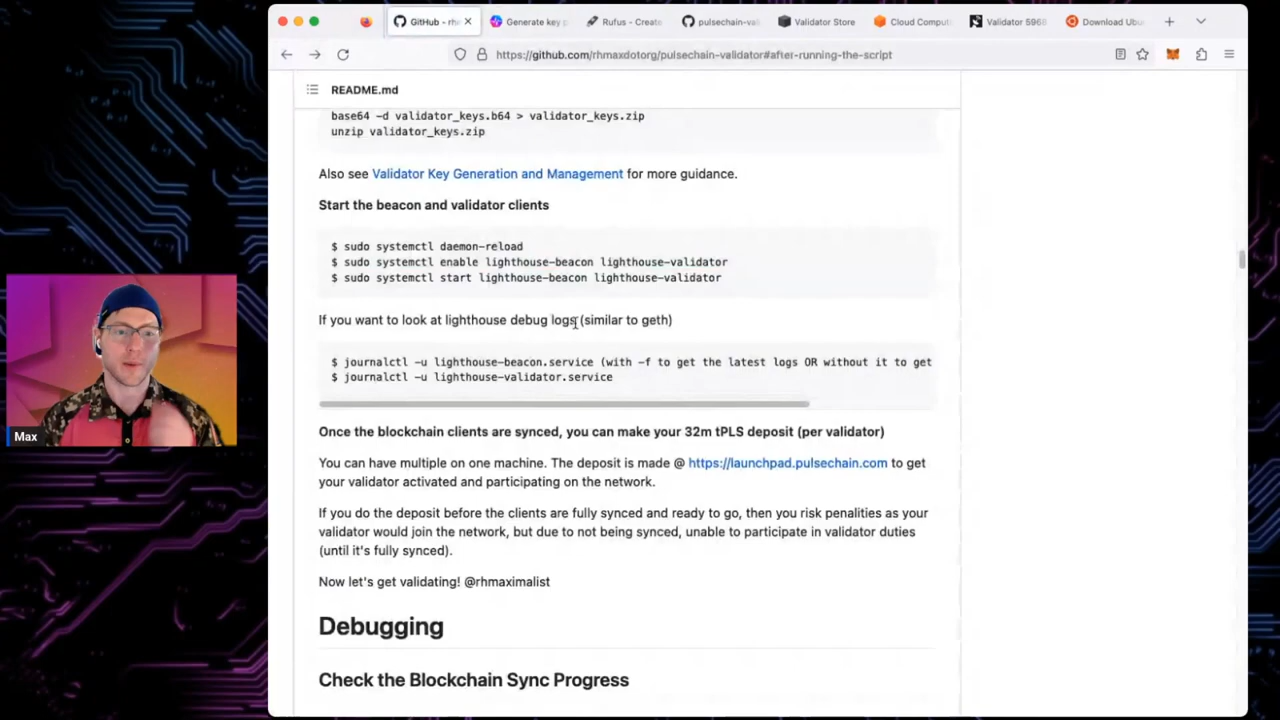 GitHub - rh
Generate key p
Rufus - Create
pulsechain-val
Validator Store
Cloud Comput
Validator 5968
Download Ubu
https://github.com/rhmaxdotorg/pulsechain-validator#after-running-the-script
README.md
base64 -d validator_keys.b64 > validator_keys.zip
unzip validator_keys.zip
Also see Validator Key Generation and Management for more guidance.
Start the beacon and validator clients
$ sudo systemctl daemon-reload
$ sudo systemctl enable lighthouse-beacon lighthouse-validator
$ sudo systemctl start lighthouse-beacon lighthouse-validator
If you want to look at lighthouse debug logs (similar to geth)
$ journalctl -u lighthouse-beacon.service (with -f to get the latest logs OR without it to get
$ journalctl -u lighthouse-validator.service
Once the blockchain clients are synced, you can make your 32m tPLS deposit (per validator)
You can have multiple on one machine. The deposit is made @ https://launchpad.pulsechain.com to get
your validator activated and participating on the network.
If you do the deposit before the clients are fully synced and ready to go, then you risk penalities as your
validator would join the network, but due to not being synced, unable to participate in validator duties
(until it's fully synced).
Now let's get validating! @rhmaximalist
Debugging
Check the Blockchain Sync Progress
Max